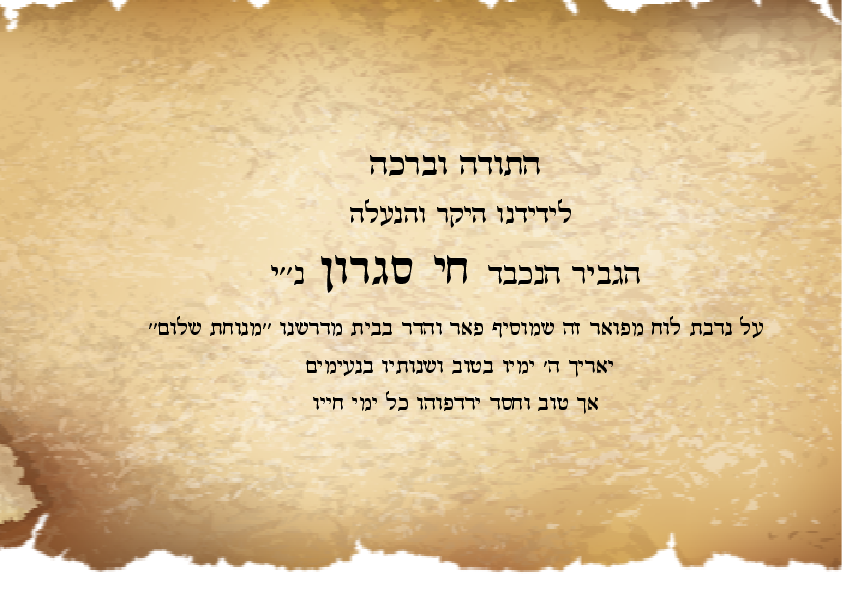 התודה וברכה
לידידנו היקר והנעלה
הגביר הנכבד חי סגרון נ״י
על נדבת לוח מפואר זה שמוסיף פאר והדר בבית מדרשנו ״מנוחת שלום״
יאריך ה׳ ימיו בטוב ושנותיו בנעימים
אך טוב וחסד ירדפוהו כל ימי חייו